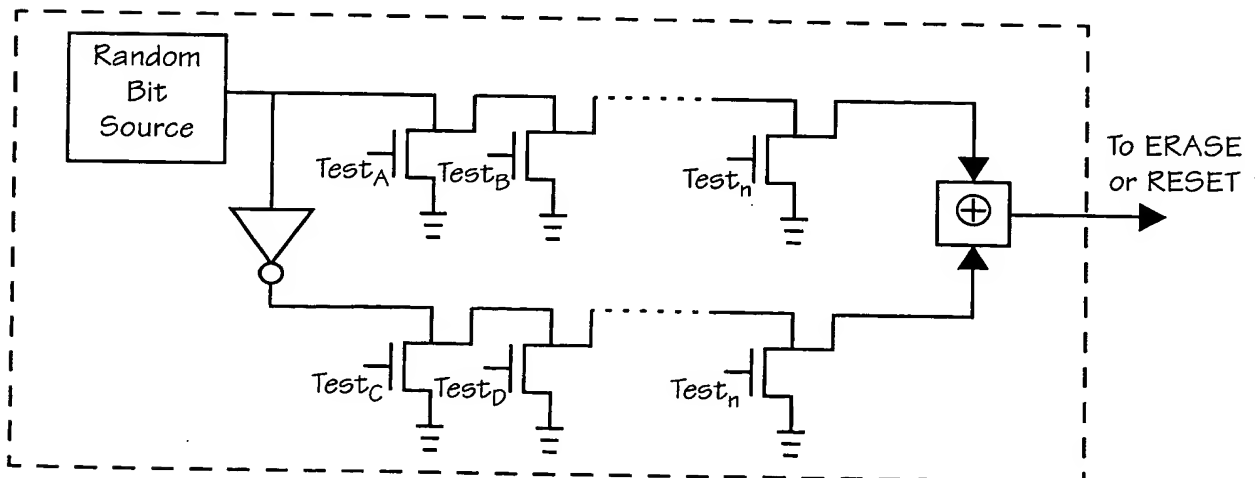 Random
Bit
Source
Test_A
Test_B
Test_n
To ERASE
or RESET
Test_C
Test_D
Test_n